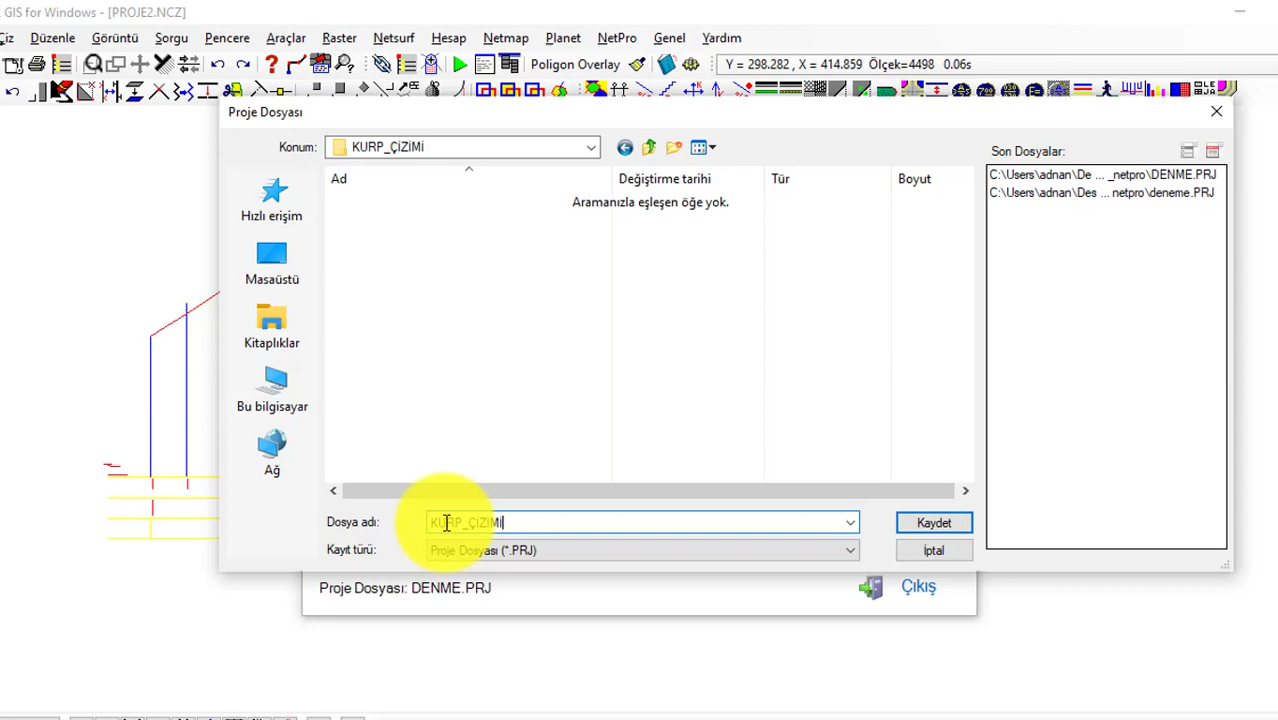 GIS for Windows - [PROJE2.NCZ]
Çiz Düzenle Görüntü Sorgu Pencere Araçlar Raster Netsurf Hesap Netmap Planet NetPro Genel Yardım
Poligon Overlay Y = 298.282 , X = 414.859 Ölçek=4498 0.06s
Proje Dosyası
Konum: KURP_ÇİZİMİ
Son Dosyalar:
Ad Değiştirme tarihi Tür Boyut
C:\Users\adnan\De ... _netpro\DENME.PRJ
C:\Users\adnan\Des ... netpro\deneme.PRJ
Aramanızla eşleşen öğe yok.
Hızlı erişim
Masaüstü
Kitaplıklar
Bu bilgisayar
Ağ
Dosya adı: KURP_ÇİZİMİ Kaydet
Kayıt türü: Proje Dosyası (*.PRJ) İptal
Proje Dosyası: DENME.PRJ Çıkış